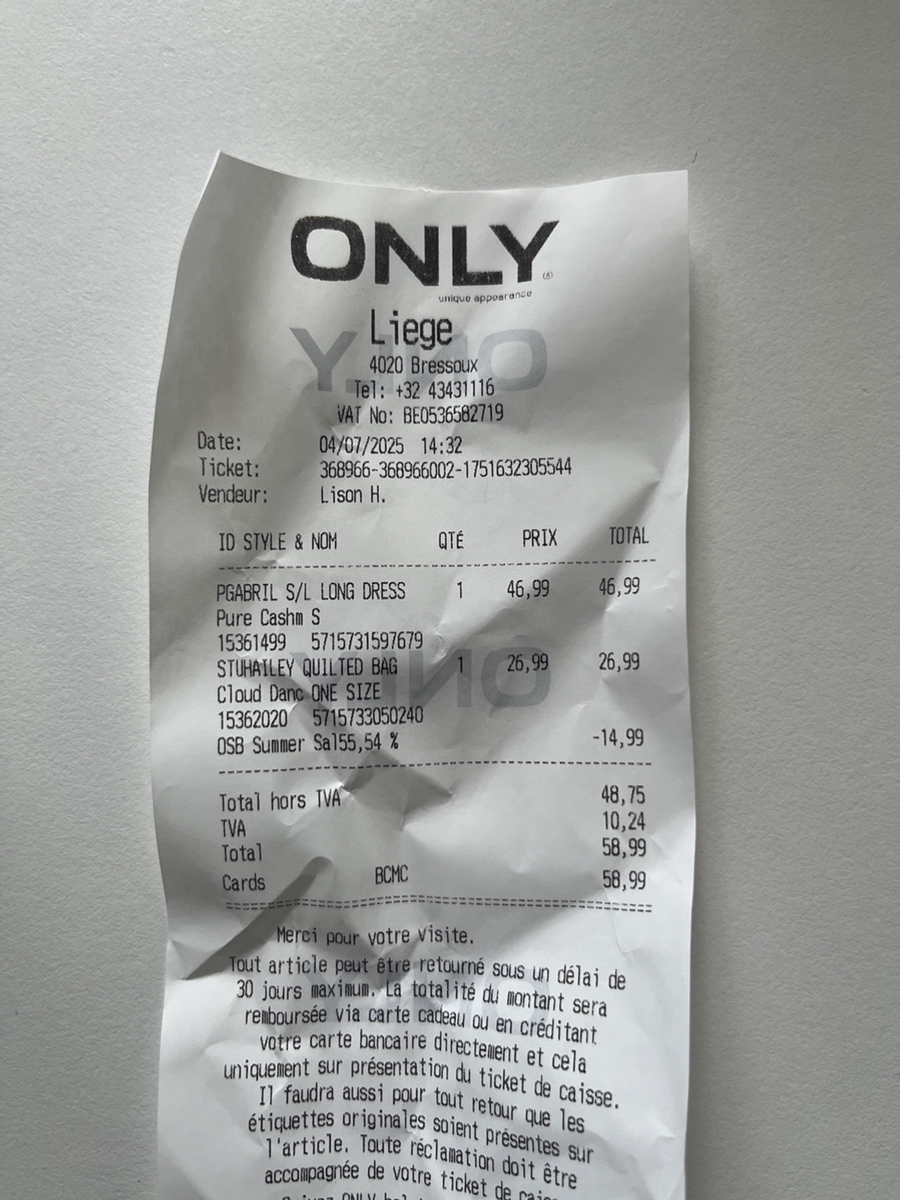 ONLY
unique appearance
Liege
4020 Bressoux
Tel: +32 43431116
VAT No: BE0536582719
Date: 04/07/2025 14:32
Ticket: 368966-368966002-1751632305544
Vendeur: Lison H.
ID STYLE & NOM QTÉ PRIX TOTAL
PGABRIL S/L LONG DRESS 1 46,99 46,99
Pure Cashm S
15361499 5715731597679
STUHAILEY QUILTED BAG 1 26,99 26,99
Cloud Danc ONE SIZE
15362020 5715733050240
OSB Summer Sal55,54 % -14,99
Total hors TVA 48,75
TVA 10,24
Total 58,99
Cards BCMC 58,99
Merci pour votre visite.
Tout article peut être retourné sous un délai de
30 jours maximum. La totalité du montant sera
remboursée via carte cadeau ou en créditant
votre carte bancaire directement et cela
uniquement sur présentation du ticket de caisse.
Il faudra aussi pour tout retour que les
étiquettes originales soient présentes sur
l'article. Toute réclamation doit être
accompagnée de votre ticket de
ONLY